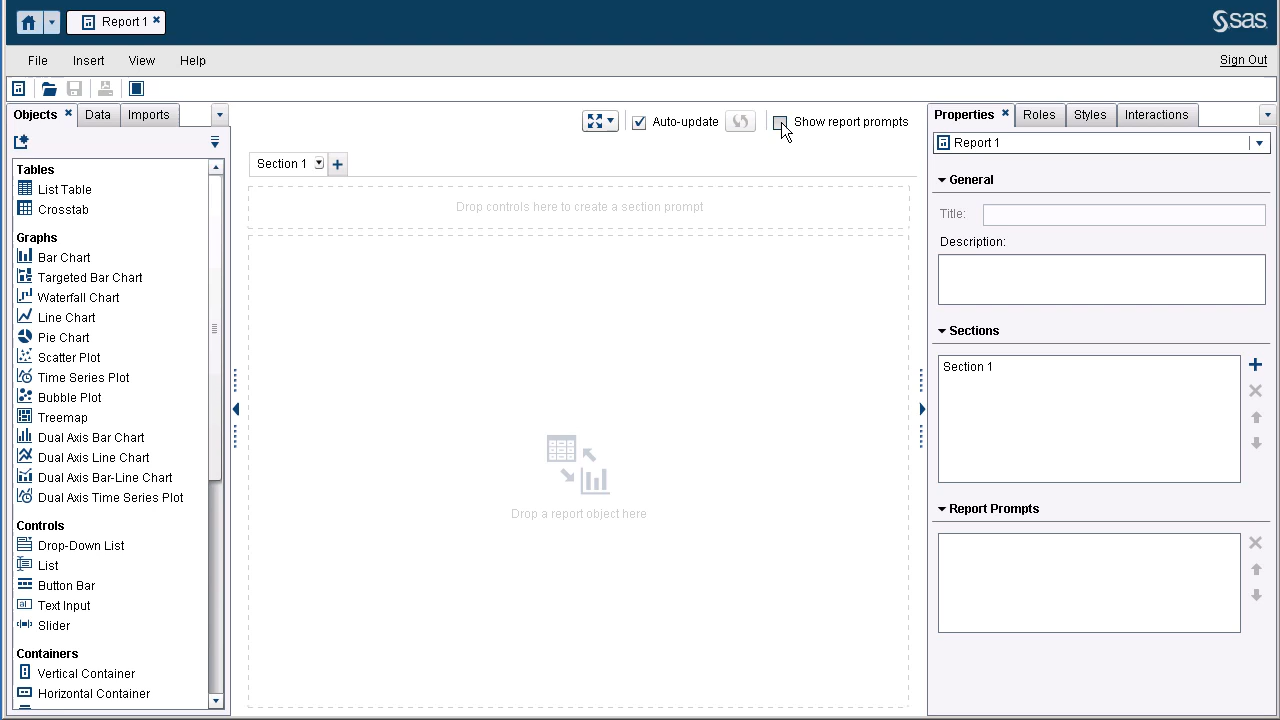 Report 1
sas
File Insert View Help
Sign Out
Objects Data Imports
Auto-update
Show report prompts
Properties Roles Styles Interactions
Report 1
Section 1
Tables
List Table
Crosstab
Graphs
Bar Chart
Targeted Bar Chart
Waterfall Chart
Line Chart
Pie Chart
Scatter Plot
Time Series Plot
Bubble Plot
Treemap
Dual Axis Bar Chart
Dual Axis Line Chart
Dual Axis Bar-Line Chart
Dual Axis Time Series Plot
Controls
Drop-Down List
List
Button Bar
Text Input
Slider
Containers
Vertical Container
Horizontal Container
Drop controls here to create a section prompt
Drop a report object here
General
Title:
Description:
Sections
Section 1
Report Prompts